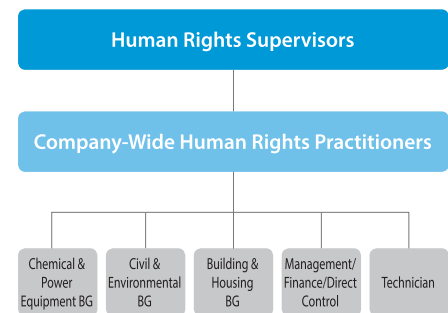 Human Rights Supervisors
Company-Wide Human Rights Practitioners
Chemical &
Power
Equipment BG
Civil &
Environmental
BG
Building &
Housing
BG
Management/
Finance/Direct
Control
Technician